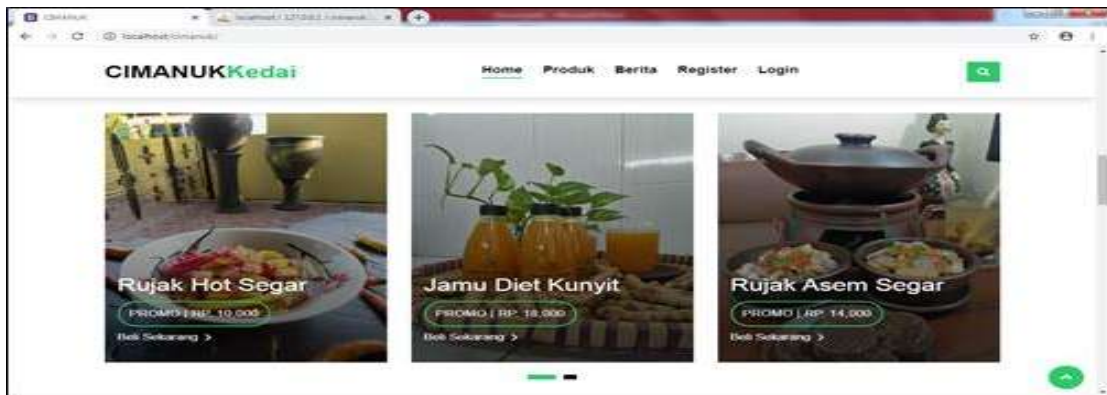 CIMANUK
localhost/cimanuk/
CIMANUKKedai
Home Produk Berita Register Login
Rujak Hot Segar
PROMO | RP. 10,000
Beli Sekarang >
Jamu Diet Kunyit
PROMO | RP. 18,000
Beli Sekarang >
Rujak Asem Segar
PROMO | RP. 14,000
Beli Sekarang >